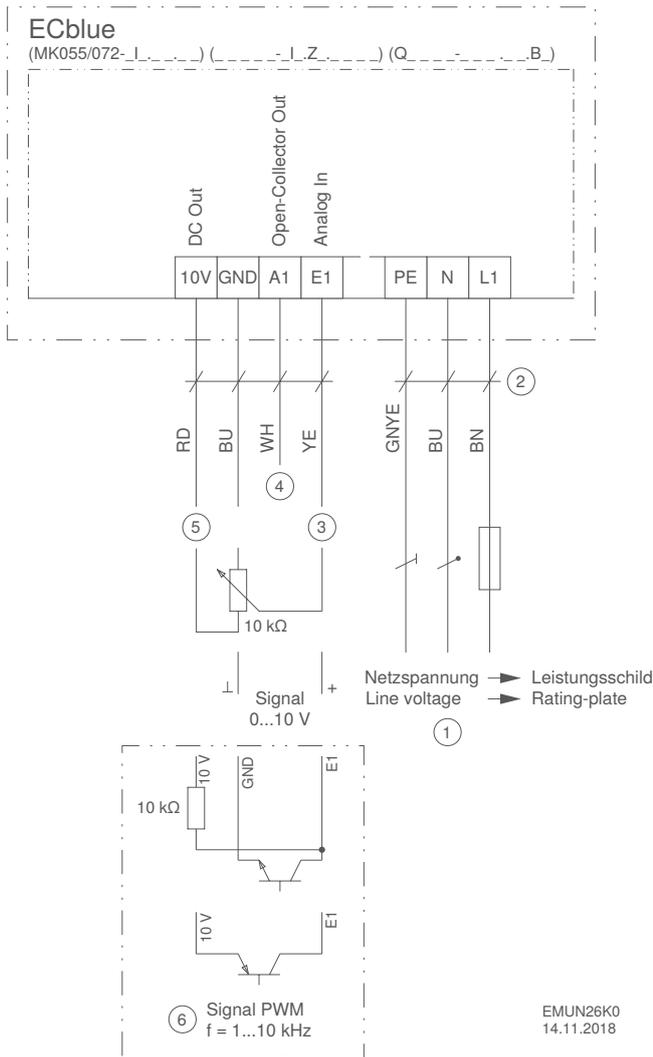 ECblue
(MK055/072-_I_._ _._ _) (_ _ _ _ _-_I_.Z_._ _ _ _) (Q_ _ _ _-_ _ _ _._ _.B_)
DC Out
Open-Collector Out
Analog In
10V GND A1 E1 PE N L1
2
RD BU WH YE GNYE BU BN
4
5 3
10 kΩ
⊥ Signal +
0...10 V
Netzspannung Leistungsschild
Line voltage Rating-plate
1
10 V GND E1
10 kΩ
10 V E1
6 Signal PWM
f = 1...10 kHz
EMUN26K0
14.11.2018